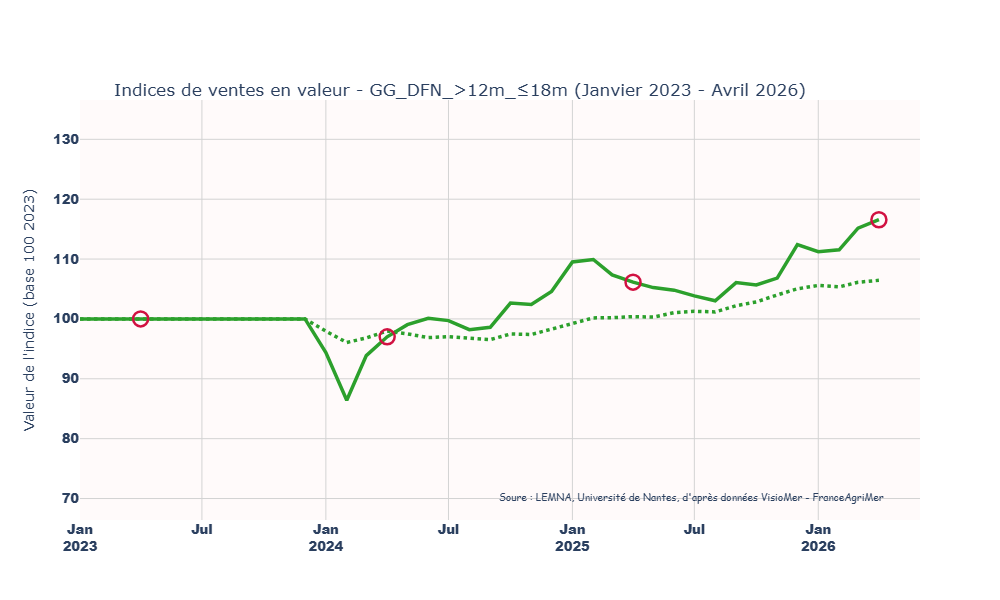 Indices de ventes en valeur - GG_DFN_>12m_≤18m (Janvier 2023 - Avril 2026)
Valeur de l'indice (base 100 2023)
130
120
110
100
90
80
70
Soure : LEMNA, Université de Nantes, d'après données VisioMer - FranceAgriMer
Jan Jul Jan Jul Jan Jul Jan
2023 2024 2025 2026